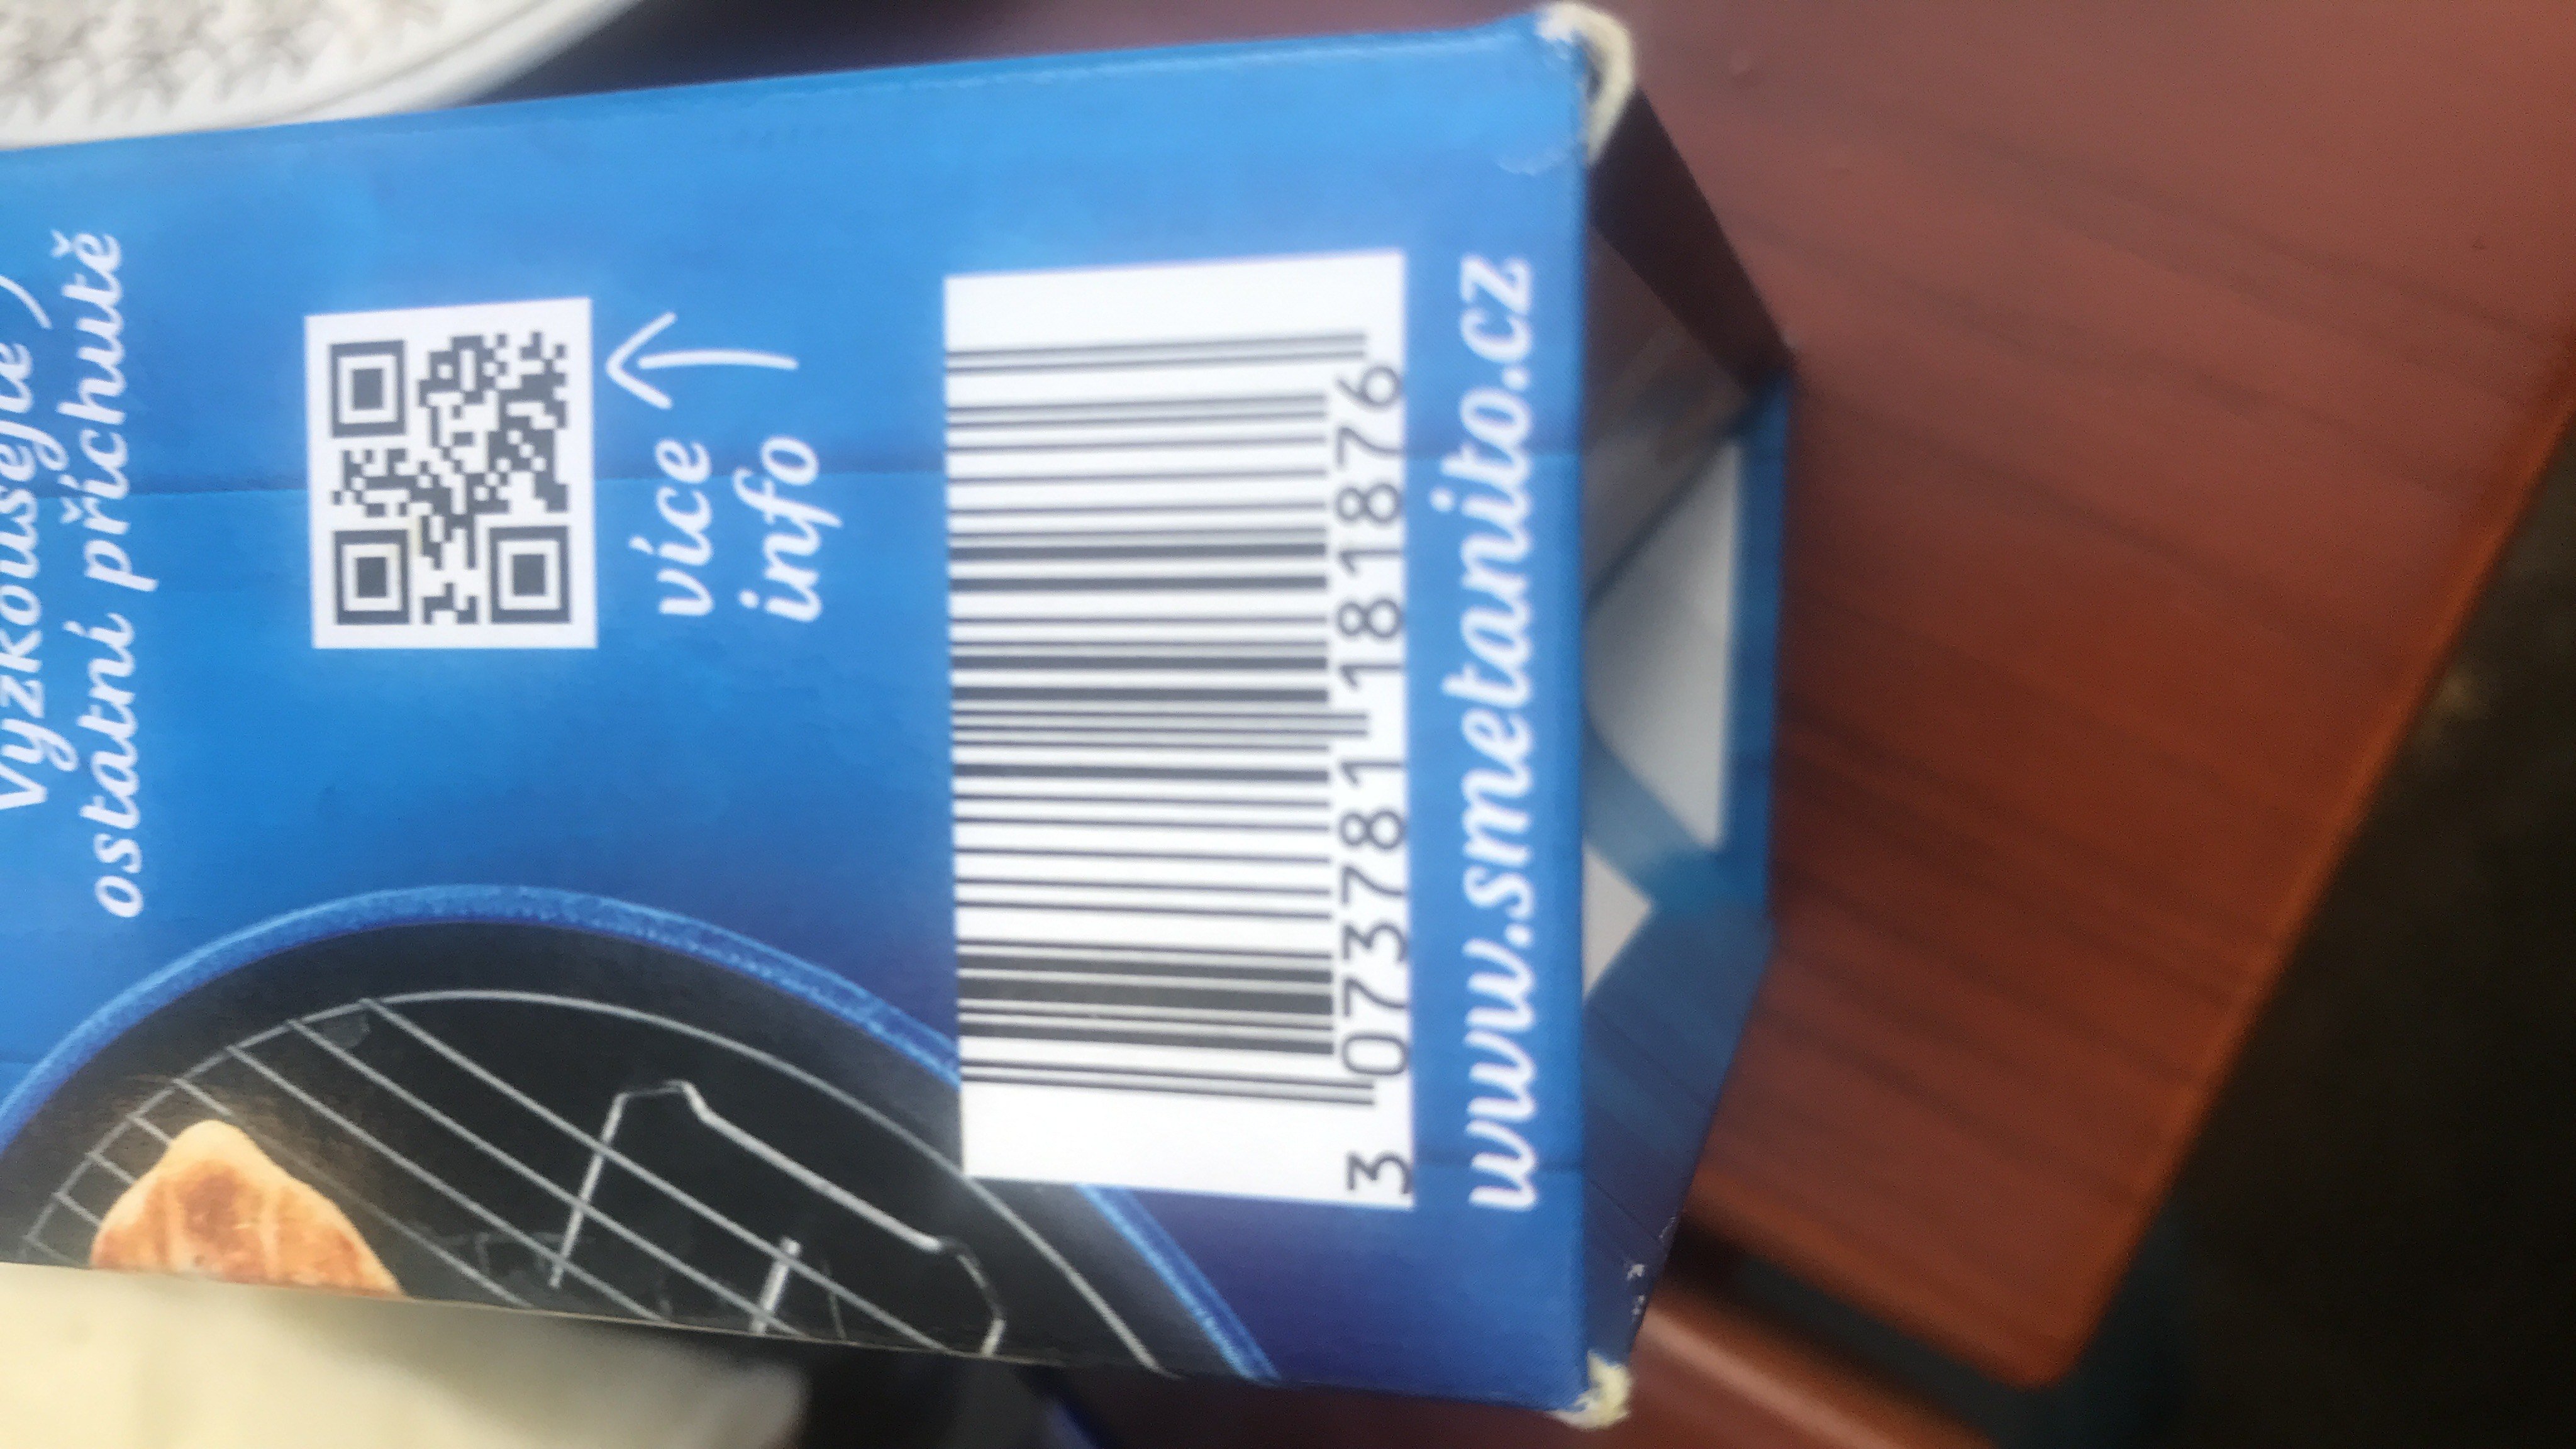 Vyzkoušejte
ostatní příchutě
více
info
3 073781 181876
www.smetanito.cz